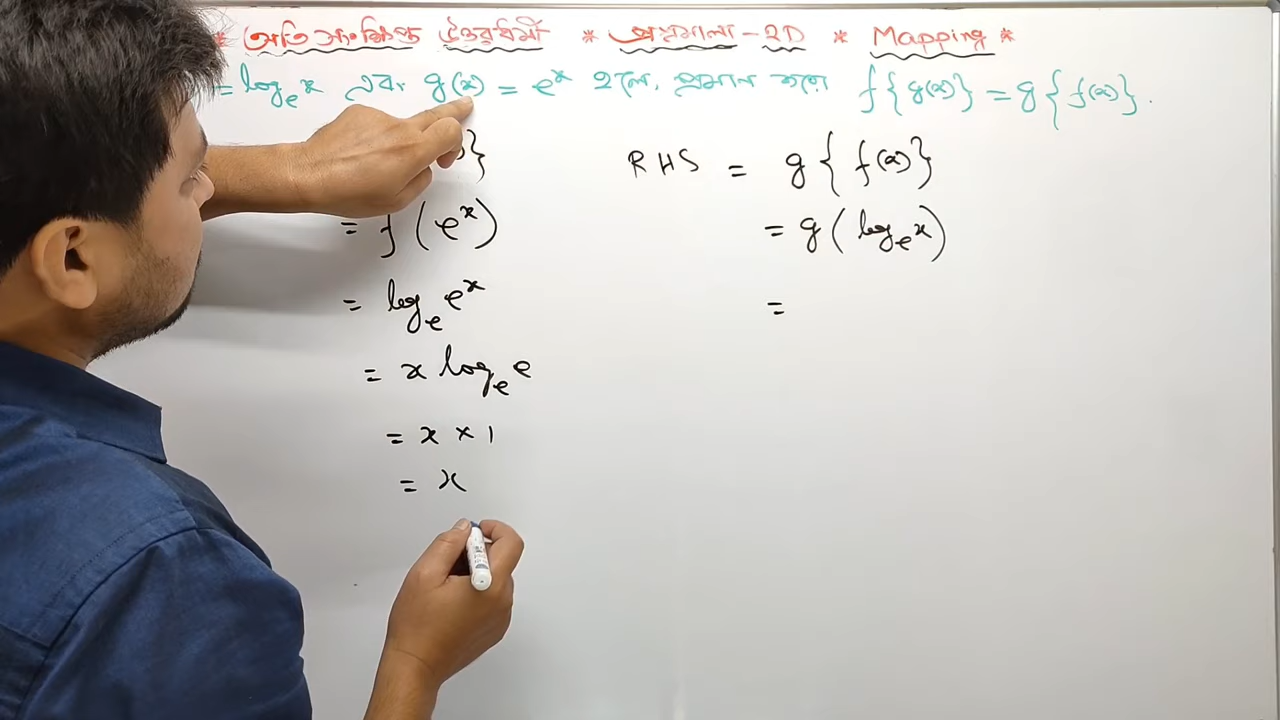 * অতি সংক্ষিপ্ত উত্তরধর্মী * প্রশ্নমালা - 2D * Mapping *
= logₑx এবং g(x) = eˣ হলে, প্রমান করো f{g(x)} = g{f(x)}.
}
= f(eˣ)
= logₑeˣ
= x logₑe
= x × 1
= x
RHS = g{f(x)}
= g(logₑx)
=